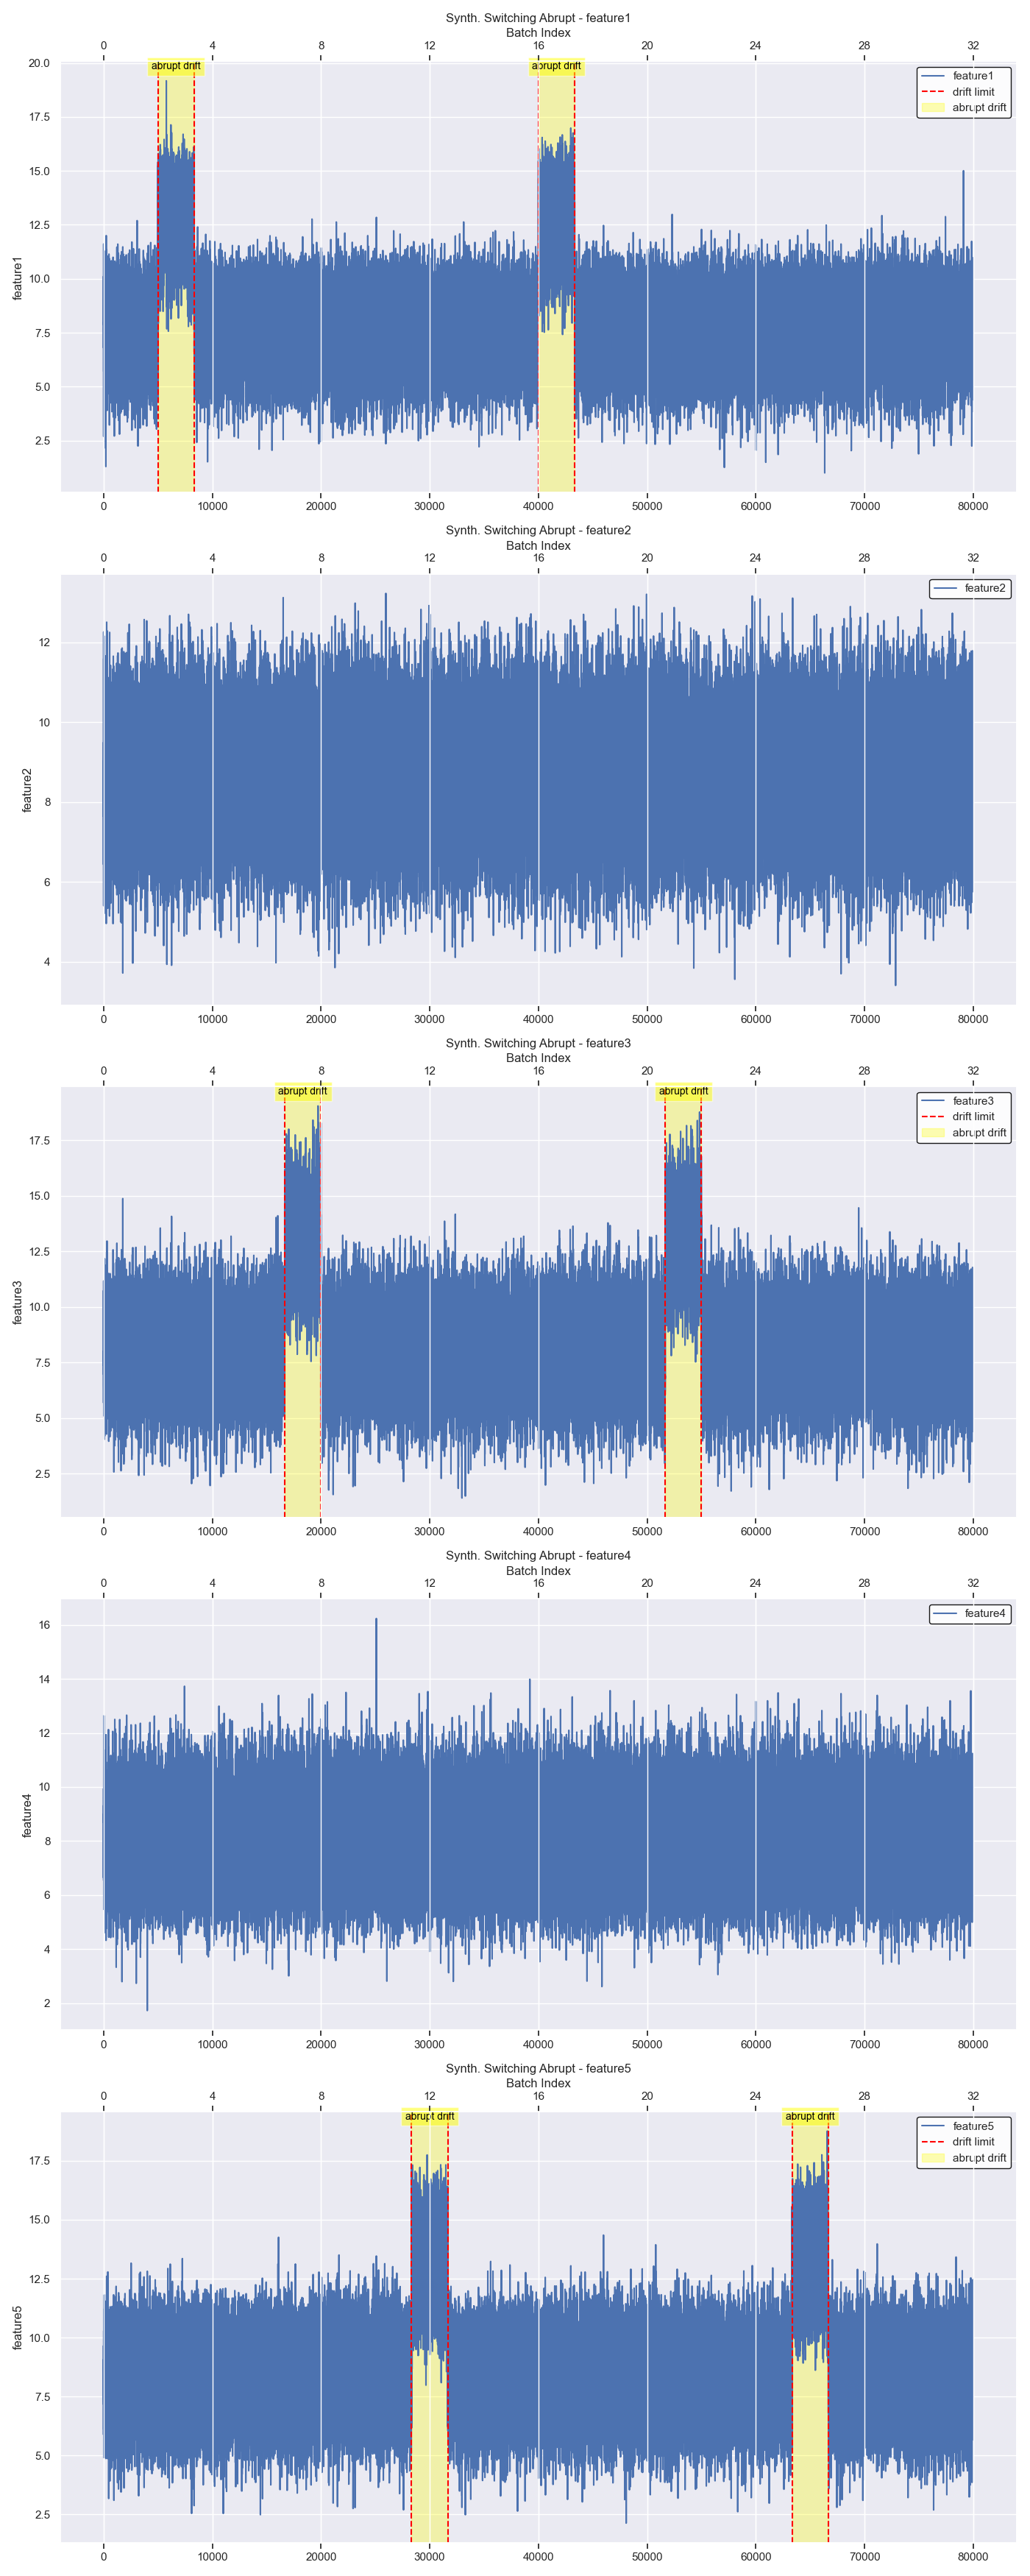 Synth. Switching Abrupt - feature1
Batch Index
0 4 8 12 16 20 24 28 32
abrupt drift abrupt drift
feature1
drift limit
abrupt drift
20.0
17.5
15.0
12.5
10.0
7.5
5.0
2.5
feature1
0 10000 20000 30000 40000 50000 60000 70000 80000
Synth. Switching Abrupt - feature2
Batch Index
0 4 8 12 16 20 24 28 32
feature2
12
10
8
6
4
feature2
0 10000 20000 30000 40000 50000 60000 70000 80000
Synth. Switching Abrupt - feature3
Batch Index
0 4 8 12 16 20 24 28 32
abrupt drift abrupt drift
feature3
drift limit
abrupt drift
17.5
15.0
12.5
10.0
7.5
5.0
2.5
feature3
0 10000 20000 30000 40000 50000 60000 70000 80000
Synth. Switching Abrupt - feature4
Batch Index
0 4 8 12 16 20 24 28 32
feature4
16
14
12
10
8
6
4
2
feature4
0 10000 20000 30000 40000 50000 60000 70000 80000
Synth. Switching Abrupt - feature5
Batch Index
0 4 8 12 16 20 24 28 32
abrupt drift abrupt drift
feature5
drift limit
abrupt drift
17.5
15.0
12.5
10.0
7.5
5.0
2.5
feature5
0 10000 20000 30000 40000 50000 60000 70000 80000